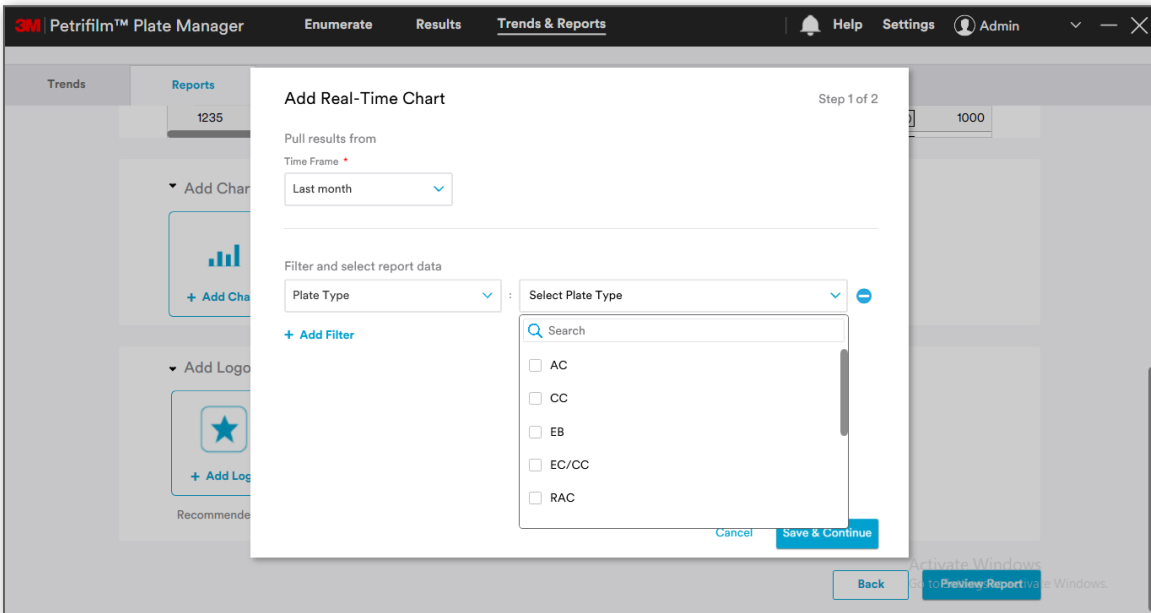 3M Petrifilm™ Plate Manager Enumerate Results Trends & Reports Help Settings Admin
Trends Reports
1235 1000
Add Real-Time Chart Step 1 of 2
Pull results from
Time Frame *
Last month
Add Char
+ Add Cha
Filter and select report data
Plate Type : Select Plate Type
+ Add Filter
Search
AC
CC
EB
EC/CC
RAC
Add Logo
+ Add Log
Recommende
Cancel Save & Continue
Activate Windows
Back Preview Report
Go to Windows.